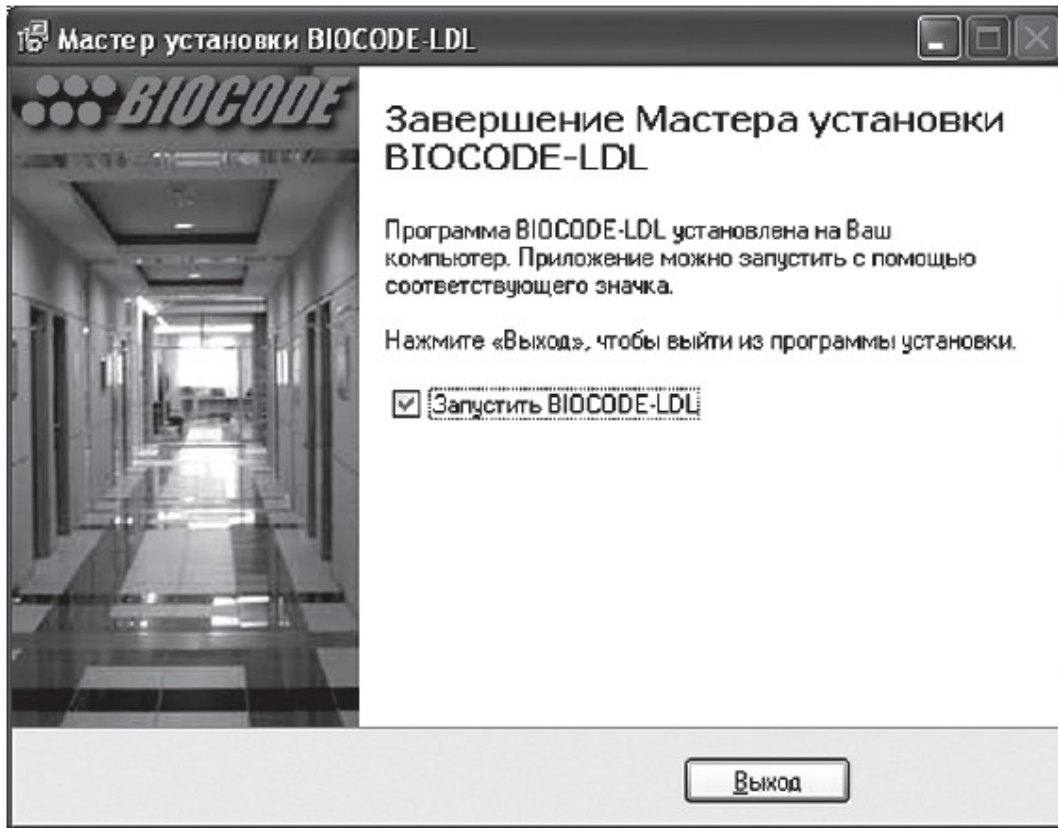 Мастер установки BIOCODE-LDL
BIOCODE
Завершение Мастера установки
BIOCODE-LDL
Программа BIOCODE-LDL установлена на Ваш
компьютер. Приложение можно запустить с помощью
соответствующего значка.
Нажмите «Выход», чтобы выйти из программы установки.
Запустить BIOCODE-LDL
Выход